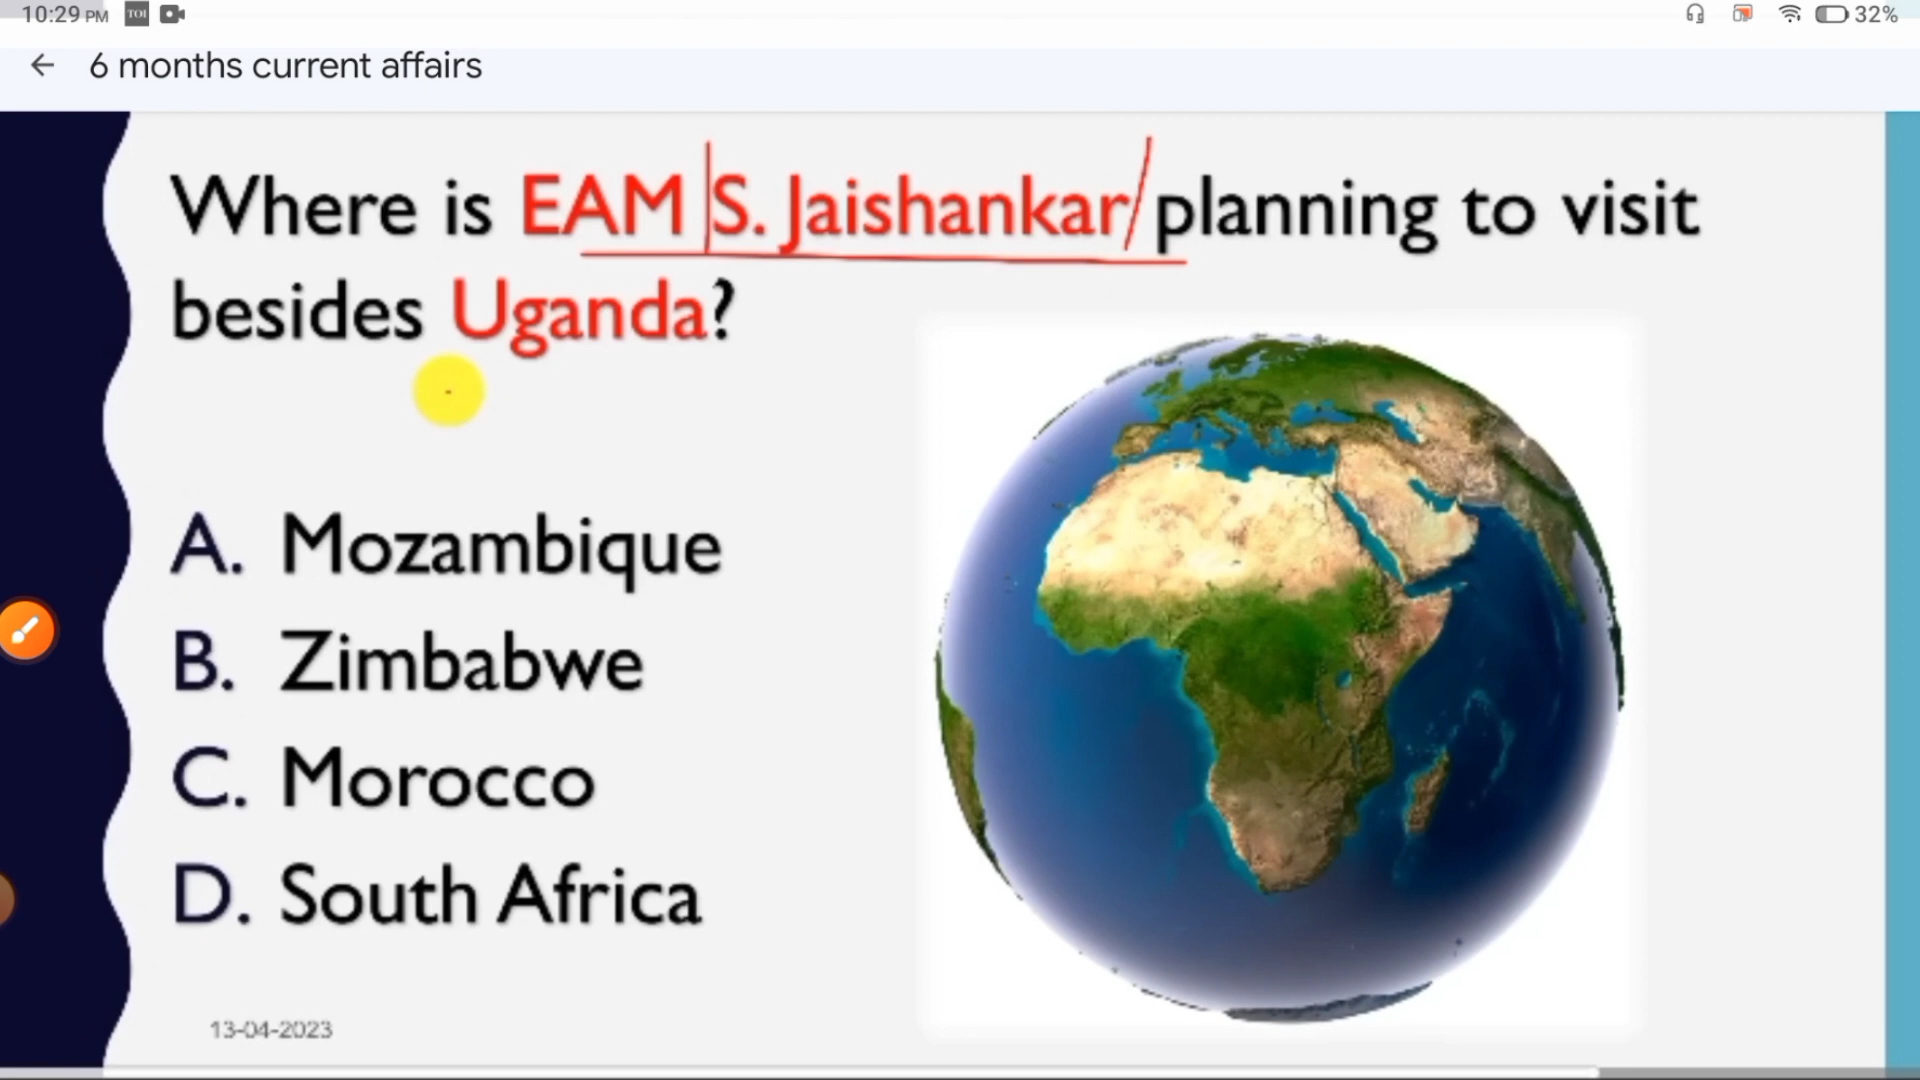 10:29 PM TOI 32%
6 months current affairs
Where is EAM S. Jaishankar planning to visit
besides Uganda?
A. Mozambique
B. Zimbabwe
C. Morocco
D. South Africa
13-04-2023